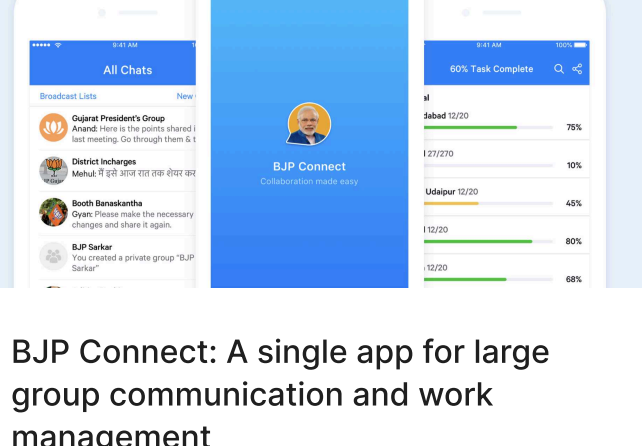 9:41 AM
All Chats
Broadcast Lists New
Gujarat President's Group
Anand: Here is the points shared i
last meeting. Go through them & t
District Incharges
Mehul: मैं इसे आज रात तक शेयर कर
Booth Banaskantha
Gyan: Please make the necessary
changes and share it again.
BJP Sarkar
You created a private group "BJP
Sarkar"
BJP Connect
Collaboration made easy
9:41 AM 100%
60% Task Complete
al
dabad 12/20
75%
27/270
10%
Udaipur 12/20
45%
12/20
80%
12/20
68%
BJP Connect: A single app for large
group communication and work
management